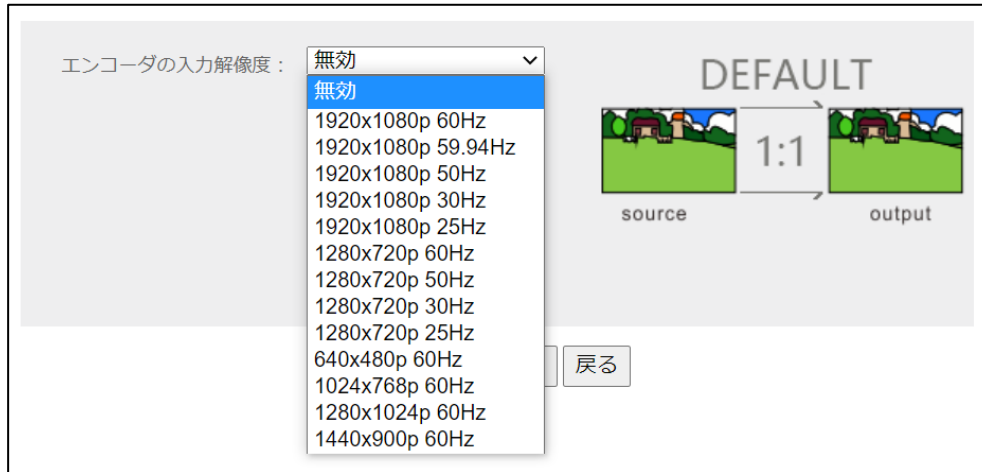 エンコーダの入力解像度：
無効
無効
1920x1080p 60Hz
1920x1080p 59.94Hz
1920x1080p 50Hz
1920x1080p 30Hz
1920x1080p 25Hz
1280x720p 60Hz
1280x720p 50Hz
1280x720p 30Hz
1280x720p 25Hz
640x480p 60Hz
1024x768p 60Hz
1280x1024p 60Hz
1440x900p 60Hz
DEFAULT
1:1
source
output
戻る